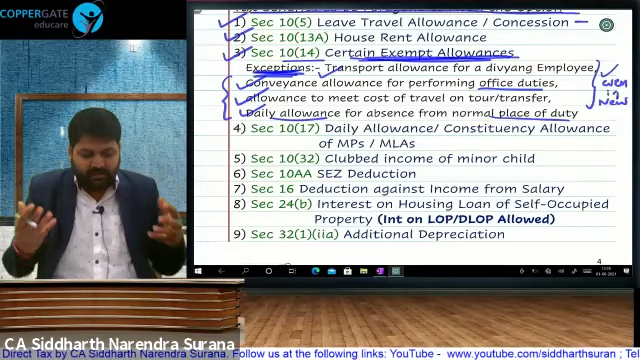 COPPERGATE
educare
1) Sec 10(5) Leave Travel Allowance / Concession
2) Sec 10(13A) House Rent Allowance
3) Sec 10(14) Certain Exempt Allowances
Exceptions:- Transport allowance for a divyang Employee,
Conveyance allowance for performing office duties,
allowance to meet cost of travel on tour/transfer,
Daily allowance for absence from normal place of duty
even
in
New
4) Sec 10(17) Daily Allowance/ Constituency Allowance
of MPs / MLAs
5) Sec 10(32) Clubbed income of minor child
6) Sec 10AA SEZ Deduction
7) Sec 16 Deduction against Income from Salary
8) Sec 24(b) Interest on Housing Loan of Self-Occupied
Property (Int on LOP/DLOP Allowed)
9) Sec 32(1)(iia) Additional Depreciation
4
CA Siddharth Narendra Surana
Direct Tax by CA Siddharth Narendra Surana. Follow us at the following links: YouTube - www.youtube.com/siddharthsuran ; Tel